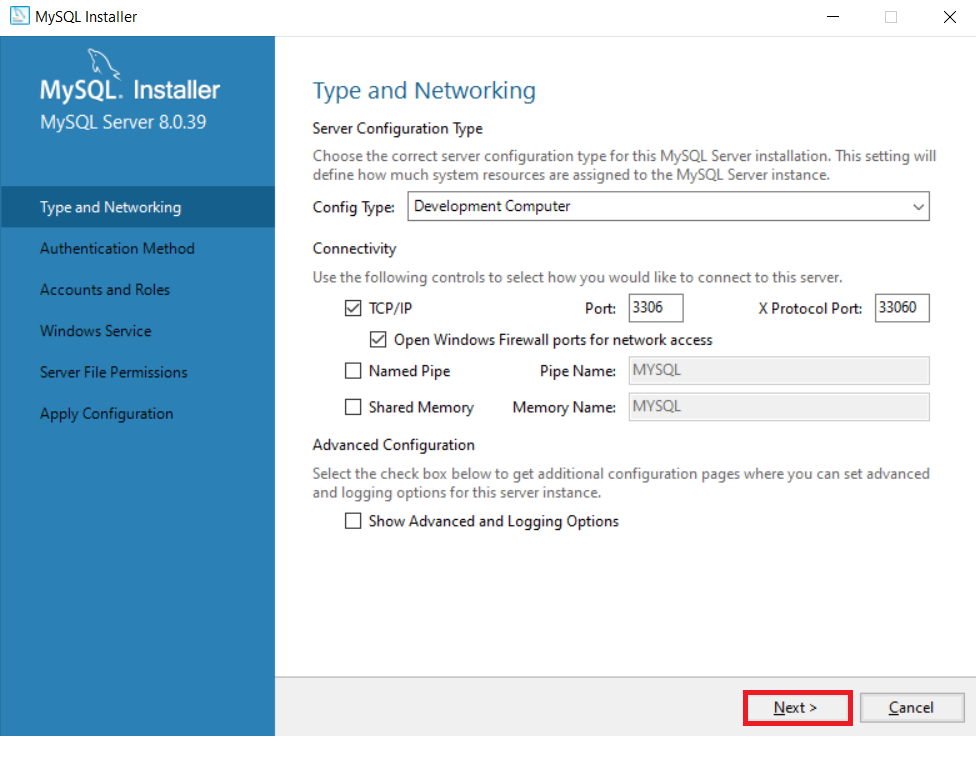 MySQL Installer
MySQL. Installer
MySQL Server 8.0.39
Type and Networking
Authentication Method
Accounts and Roles
Windows Service
Server File Permissions
Apply Configuration
Type and Networking
Server Configuration Type
Choose the correct server configuration type for this MySQL Server installation. This setting will
define how much system resources are assigned to the MySQL Server instance.
Config Type: Development Computer
Connectivity
Use the following controls to select how you would like to connect to this server.
TCP/IP Port: 3306 X Protocol Port: 33060
Open Windows Firewall ports for network access
Named Pipe Pipe Name: MYSQL
Shared Memory Memory Name: MYSQL
Advanced Configuration
Select the check box below to get additional configuration pages where you can set advanced
and logging options for this server instance.
Show Advanced and Logging Options
Next > Cancel